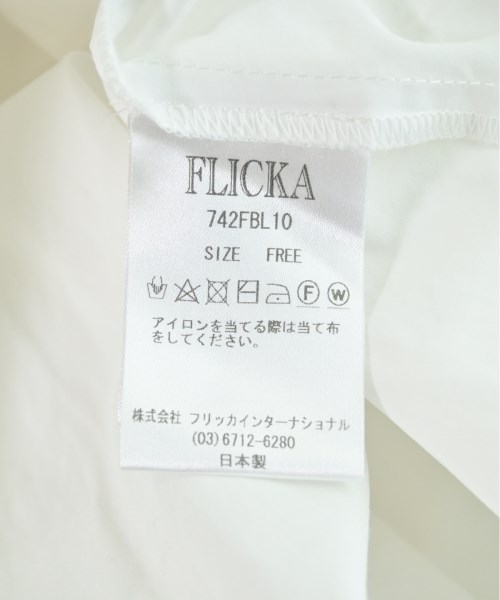 FLICKA
742FBL10
SIZE FREE
F W
アイロンを当てる際は当て布
をしてください。
株式会社 フリッカインターナショナル
(03)6712-6280
日本製